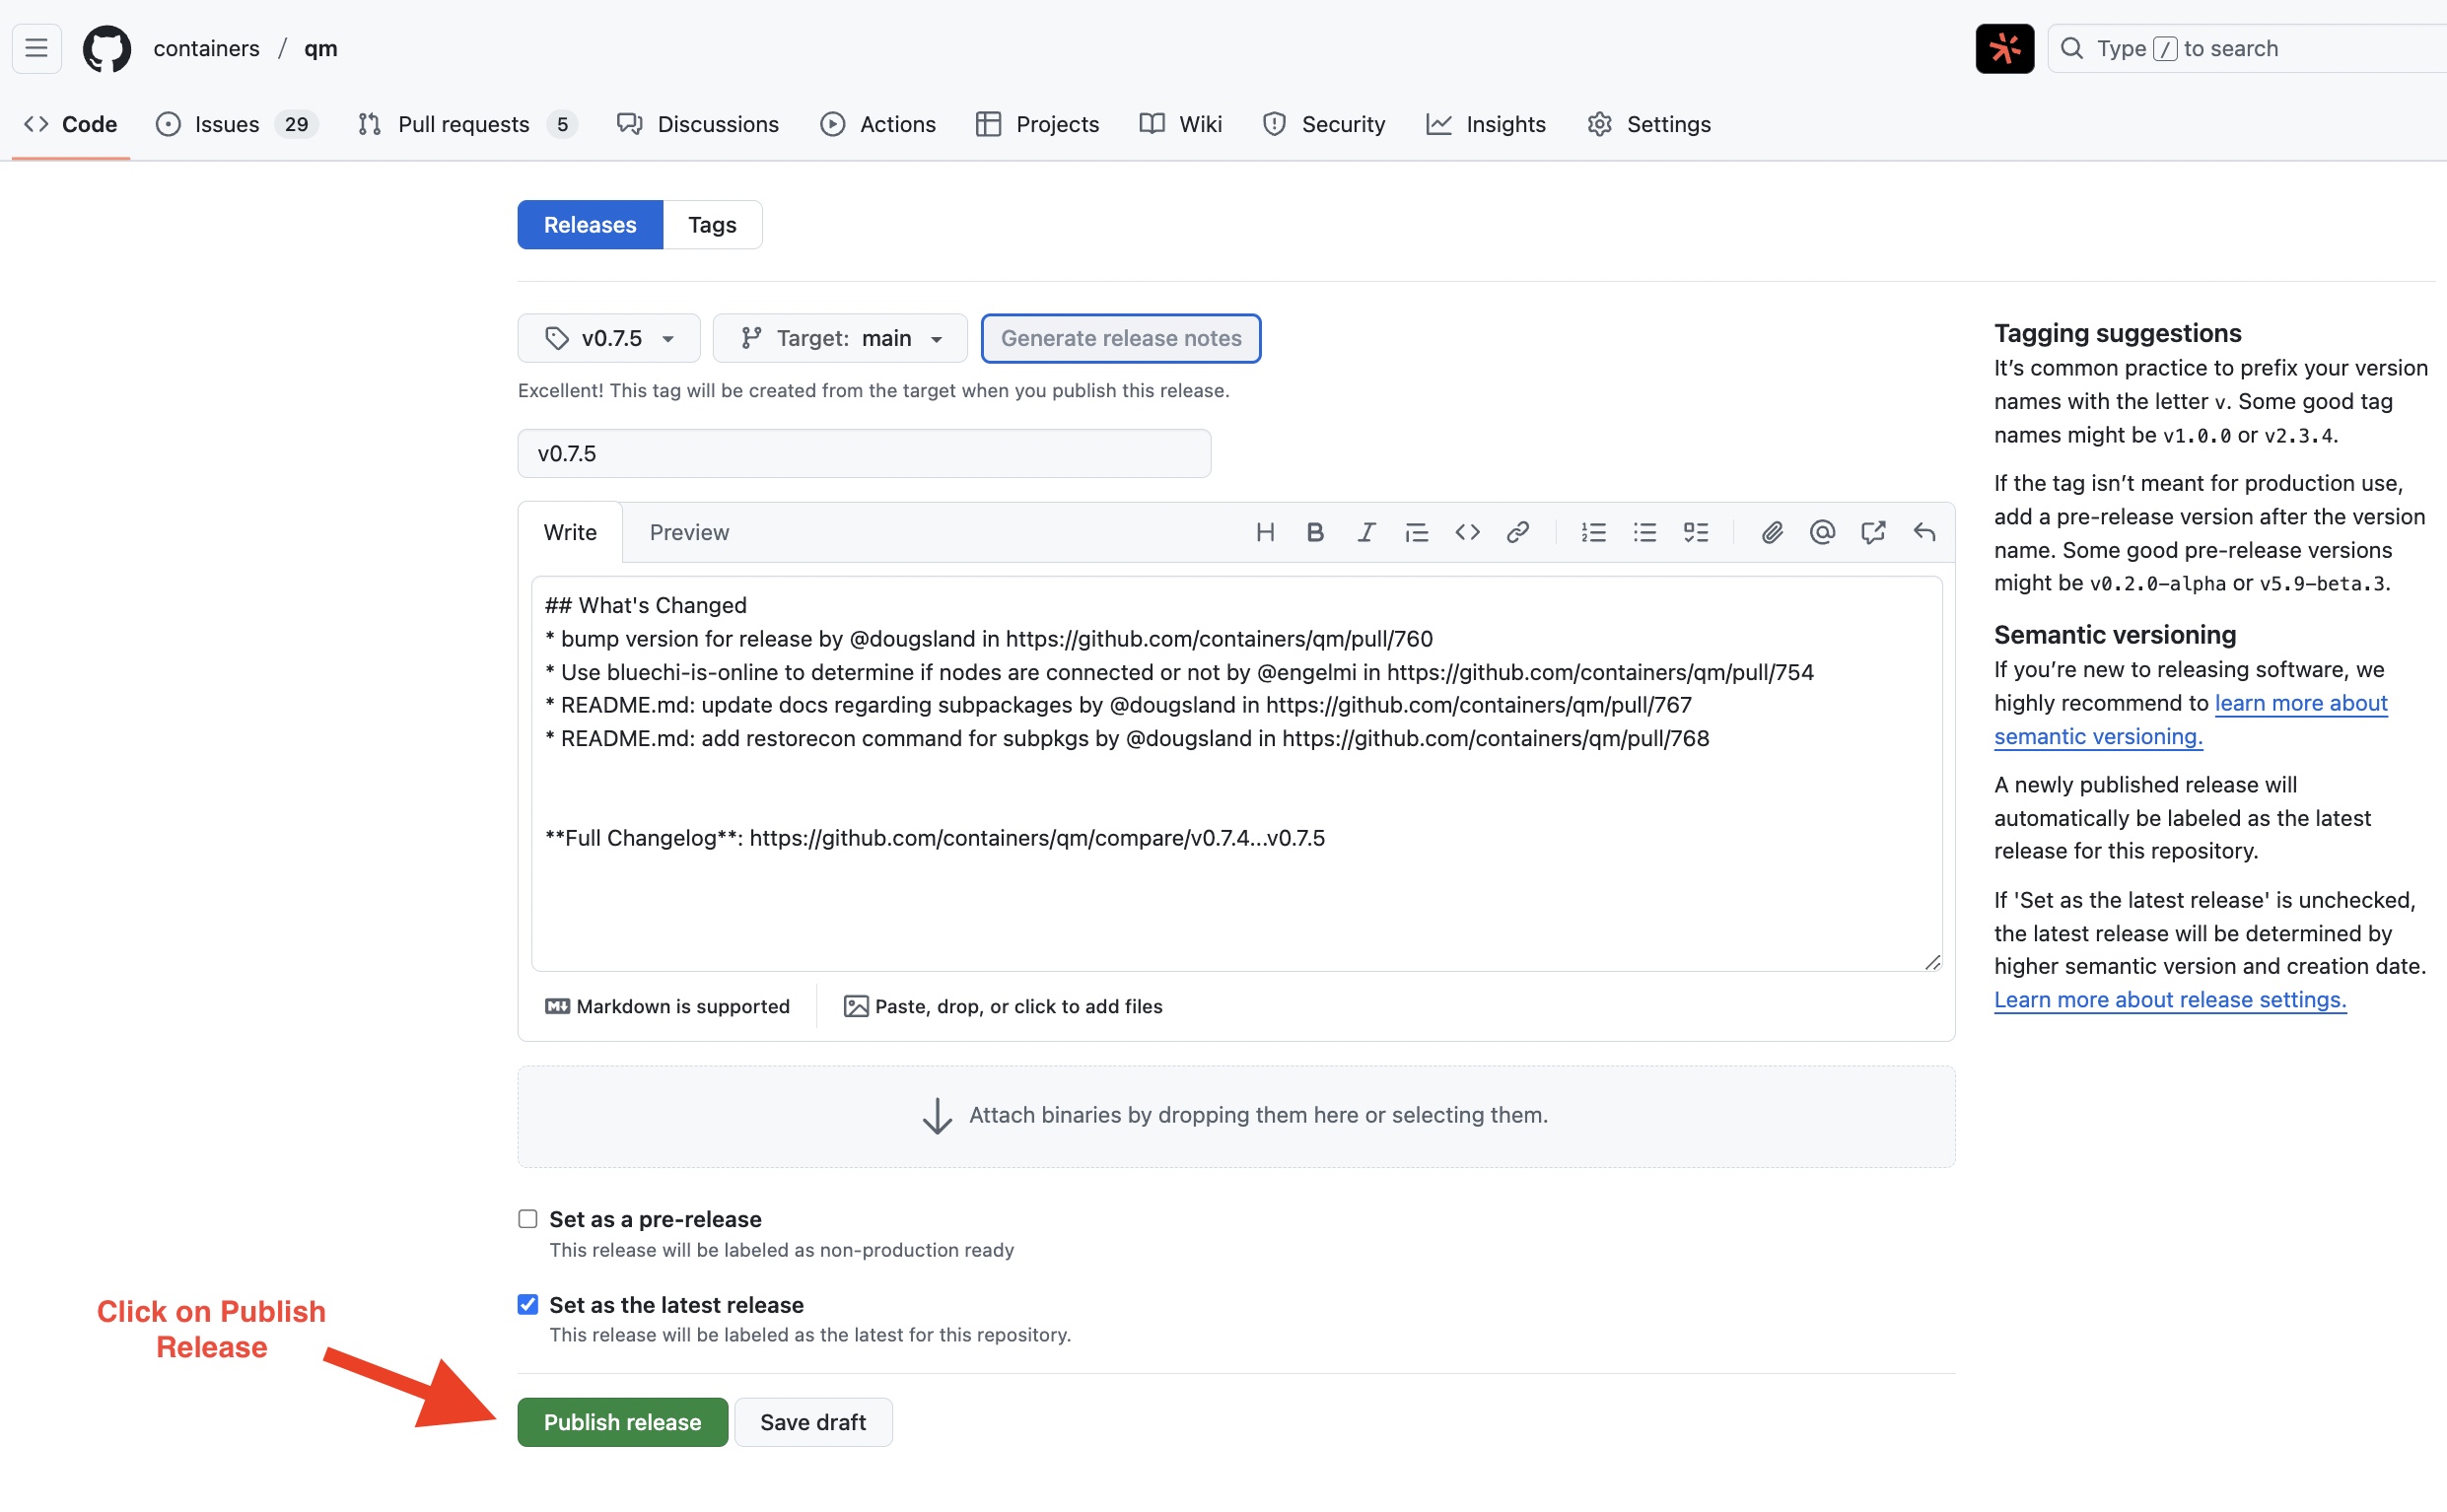 containers / qm
Type / to search
Code Issues 29 Pull requests 5 Discussions Actions Projects Wiki Security Insights Settings
Releases Tags
v0.7.5 Target: main Generate release notes
Excellent! This tag will be created from the target when you publish this release.
v0.7.5
Write Preview
## What's Changed
* bump version for release by @dougsland in https://github.com/containers/qm/pull/760
* Use bluechi-is-online to determine if nodes are connected or not by @engelmi in https://github.com/containers/qm/pull/754
* README.md: update docs regarding subpackages by @dougsland in https://github.com/containers/qm/pull/767
* README.md: add restorecon command for subpkgs by @dougsland in https://github.com/containers/qm/pull/768
**Full Changelog**: https://github.com/containers/qm/compare/v0.7.4...v0.7.5
Markdown is supported Paste, drop, or click to add files
Attach binaries by dropping them here or selecting them.
Set as a pre-release
This release will be labeled as non-production ready
Set as the latest release
This release will be labeled as the latest for this repository.
Click on Publish
Release
Publish release Save draft
Tagging suggestions
It’s common practice to prefix your version
names with the letter v. Some good tag
names might be v1.0.0 or v2.3.4.
If the tag isn’t meant for production use,
add a pre-release version after the version
name. Some good pre-release versions
might be v0.2.0-alpha or v5.9-beta.3.
Semantic versioning
If you’re new to releasing software, we
highly recommend to learn more about
semantic versioning.
A newly published release will
automatically be labeled as the latest
release for this repository.
If 'Set as the latest release' is unchecked,
the latest release will be determined by
higher semantic version and creation date.
Learn more about release settings.